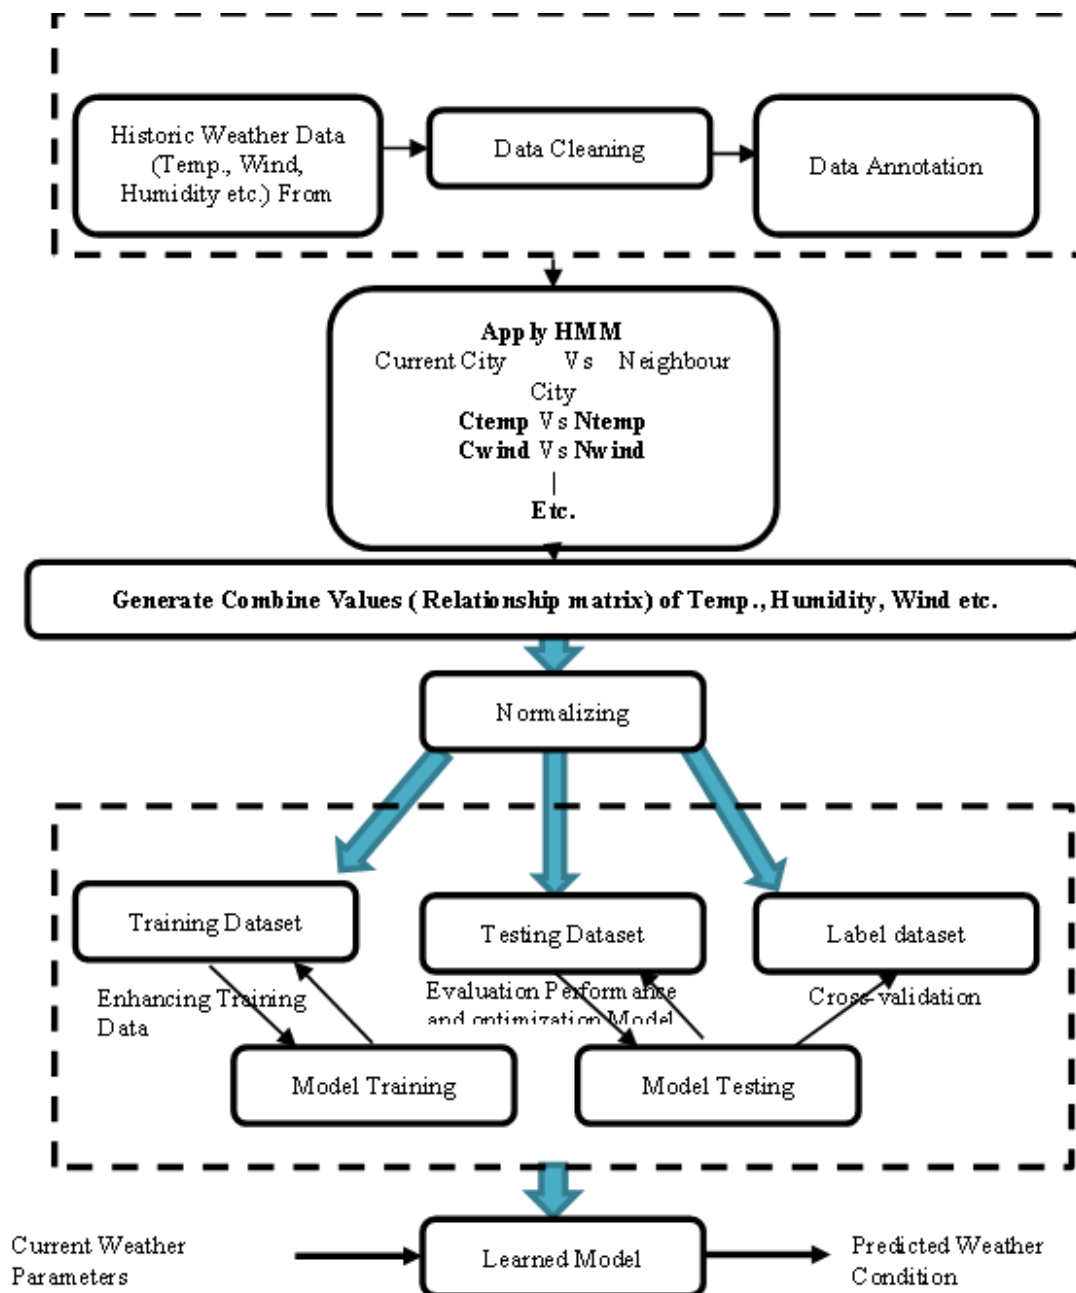 Historic Weather Data
(Temp., Wind,
Humidity etc.) From
Data Cleaning
Data Annotation
Apply HMM
Current City Vs Neighbour
City
Ctemp Vs Ntemp
Cwind Vs Nwind
|
Etc.
Generate Combine Values ( Relationship matrix) of Temp., Humidity, Wind etc.
Normalizing
Training Dataset
Testing Dataset
Label dataset
Enhancing Training
Data
Evaluation Performance
and optimization Model
Cross-validation
Model Training
Model Testing
Current Weather
Parameters
Learned Model
Predicted Weather
Condition